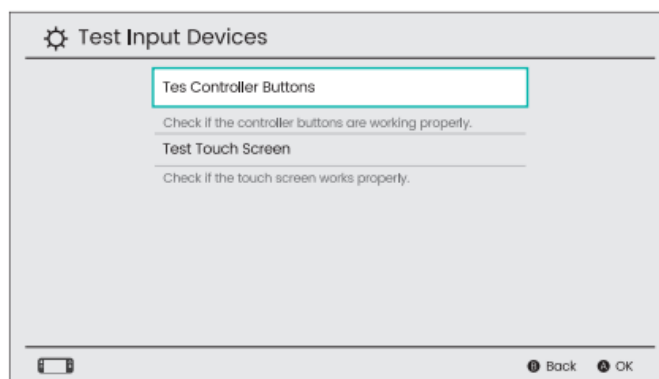 Test Input Devices
Tes Controller Buttons
Check if the controller buttons are working properly.
Test Touch Screen
Check if the touch screen works properly.
B Back A OK